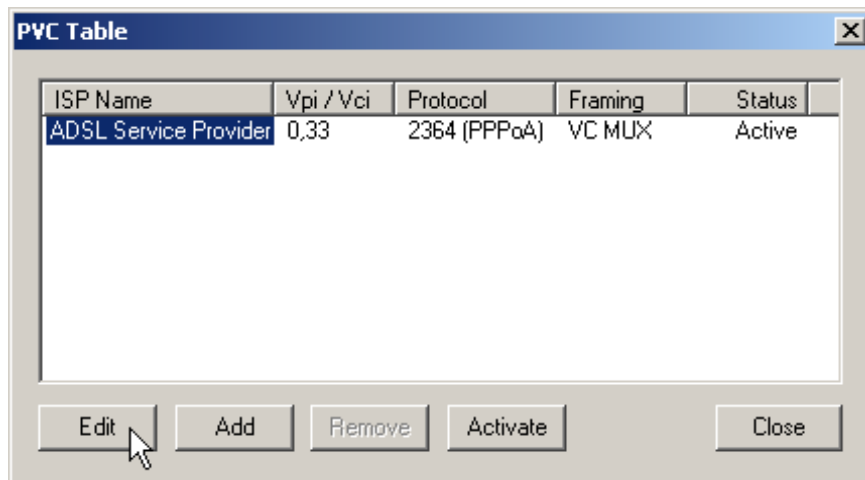 PVC Table
ISP Name Vpi / Vci Protocol Framing Status
ADSL Service Provider 0,33 2364 (PPPoA) VC MUX Active
Edit Add Remove Activate Close